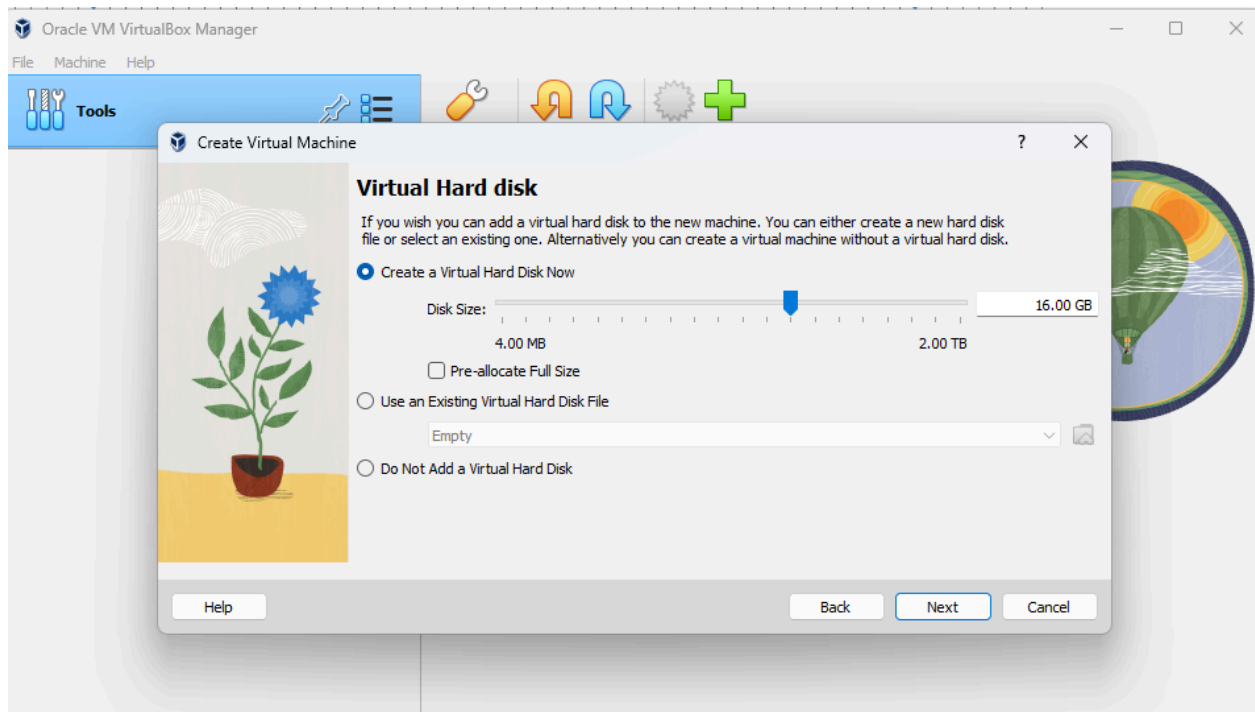 Oracle VM VirtualBox Manager
File Machine Help
Tools
Create Virtual Machine ?
Virtual Hard disk
If you wish you can add a virtual hard disk to the new machine. You can either create a new hard disk
file or select an existing one. Alternatively you can create a virtual machine without a virtual hard disk.
Create a Virtual Hard Disk Now
Disk Size: 16.00 GB
4.00 MB 2.00 TB
Pre-allocate Full Size
Use an Existing Virtual Hard Disk File
Empty
Do Not Add a Virtual Hard Disk
Help Back Next Cancel